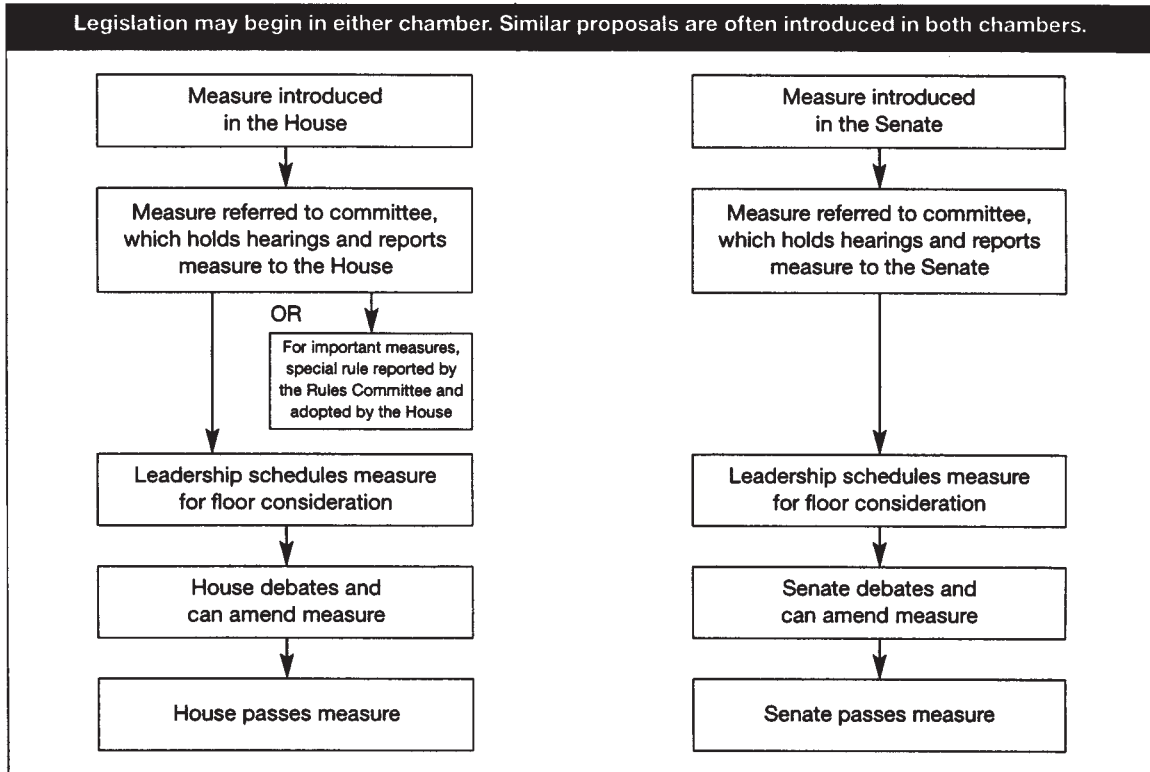 Legislation may begin in either chamber. Similar proposals are often introduced in both chambers.
Measure introduced
in the House
Measure referred to committee,
which holds hearings and reports
measure to the House
OR
For important measures,
special rule reported by
the Rules Committee and
adopted by the House
Leadership schedules measure
for floor consideration
House debates and
can amend measure
House passes measure
Measure introduced
in the Senate
Measure referred to committee,
which holds hearings and reports
measure to the Senate
Leadership schedules measure
for floor consideration
Senate debates and
can amend measure
Senate passes measure